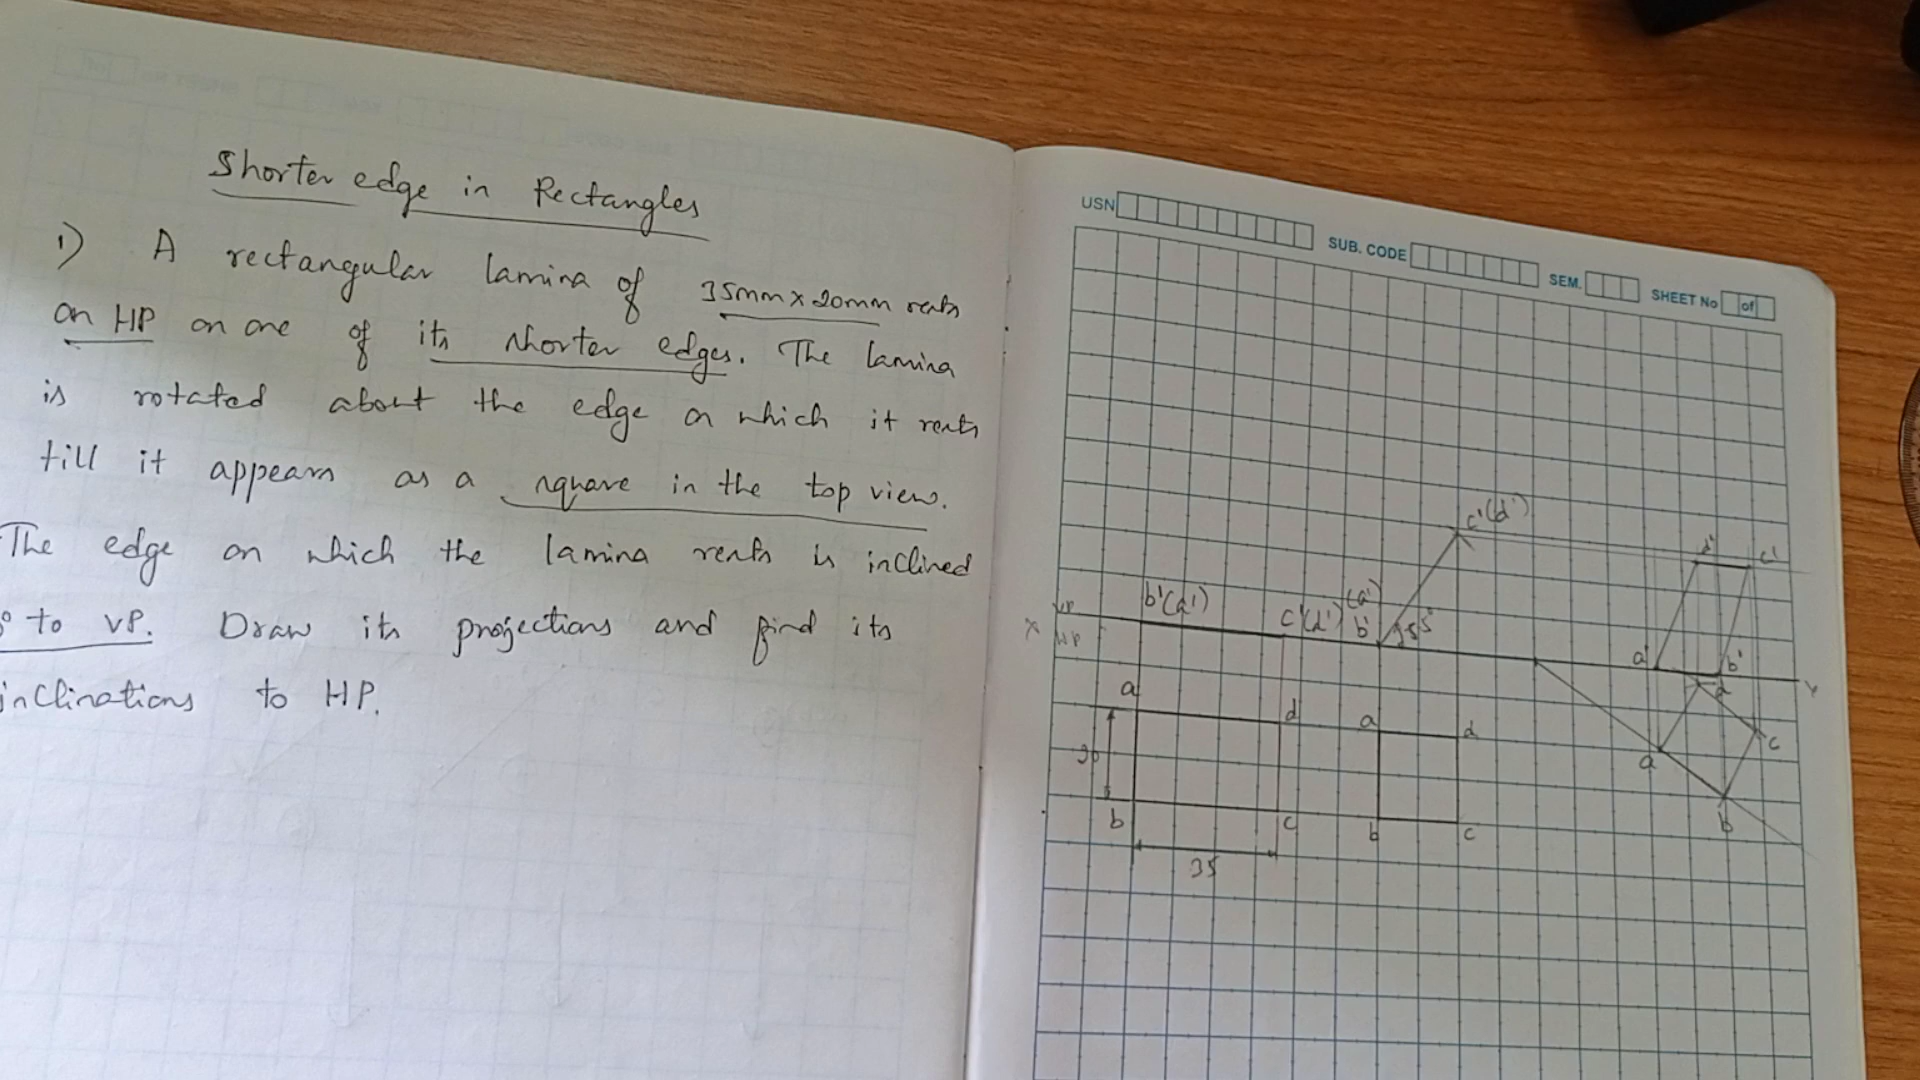 Shorter edge in Rectangles
1) A rectangular lamina of 35mm x 20mm rests
on HP on one of its shorter edges. The lamina
is rotated about the edge on which it rests
till it appears as a square in the top view.
The edge on which the lamina rests is inclined
to VP. Draw its projections and find its
inclinations to HP.
USN SUB. CODE SEM. SHEET No of
c'(d')
d' c'
b'(a') c'(d') (a') b' 55°
a' b'
X VP HP Y
a d a d d c
a
b c b c b
35